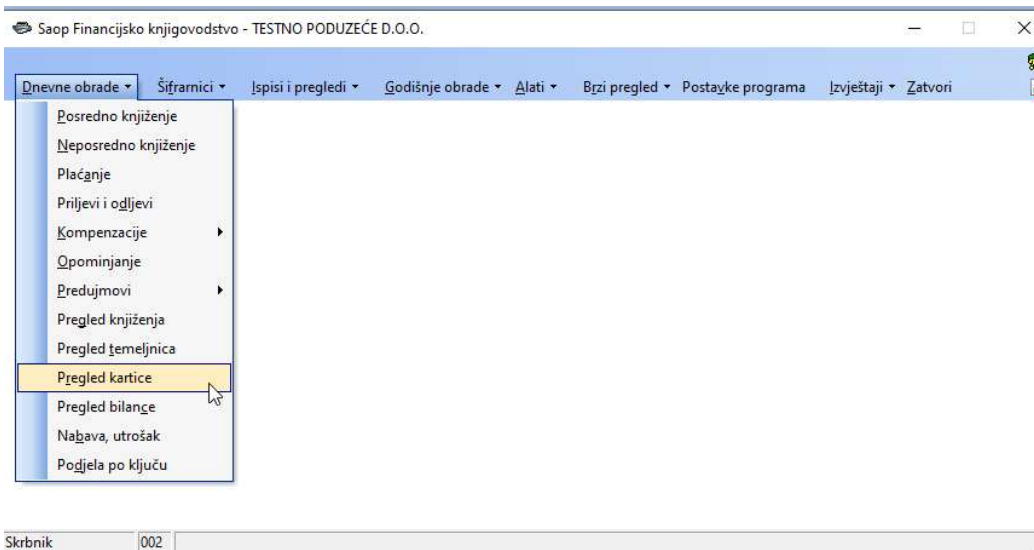 Saop Financijsko knjigovodstvo - TESTNO PODUZEĆE D.O.O.
Dnevne obrade Šifrarnici Ispisi i pregledi Godišnje obrade Alati Brzi pregled Postavke programa Izvještaji Zatvori
Posredno knjiženje
Neposredno knjiženje
Plaćanje
Priljevi i odljevi
Kompenzacije
Opominjanje
Predujmovi
Pregled knjiženja
Pregled temeljnica
Pregled kartice
Pregled bilance
Nabava, utrošak
Podjela po ključu
Skrbnik 002